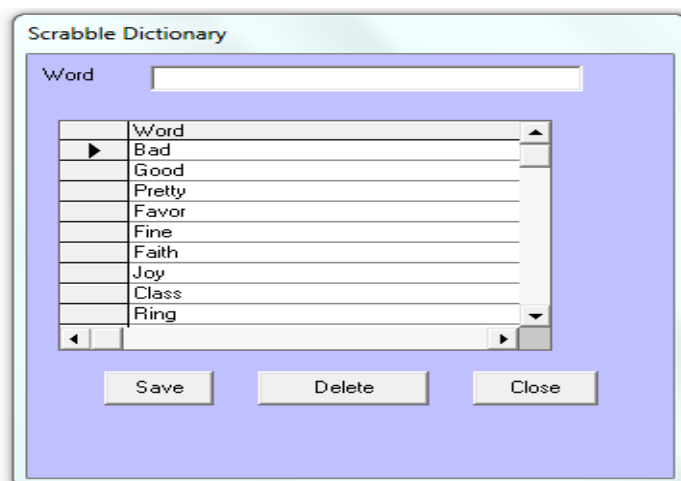 Scrabble Dictionary
Word
Word
Bad
Good
Pretty
Favor
Fine
Faith
Joy
Class
Ring
Save Delete Close